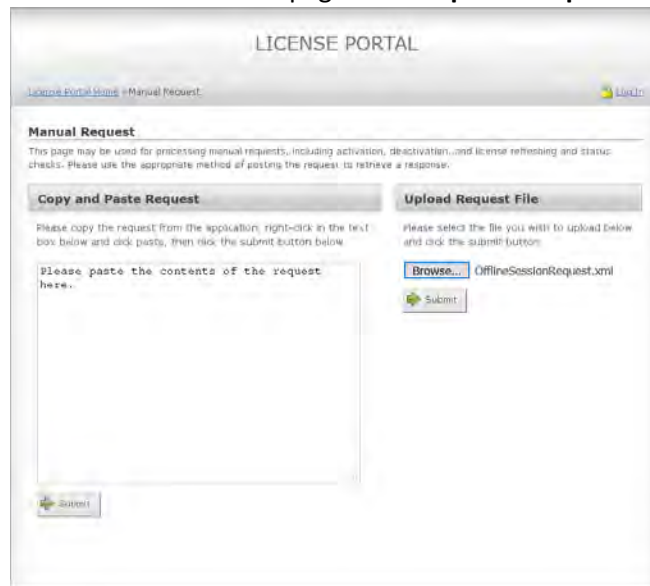 LICENSE PORTAL
License Portal Home > Manual Request
Log In
Manual Request
This page may be used for processing manual requests, including activation, deactivation, and license refreshing and status
checks. Please use the appropriate method of posting the request to retrieve a response.
Copy and Paste Request
Please copy the request from the application, right-click in the text
box below and click paste, then click the submit button below
Please paste the contents of the request
here.
Submit
Upload Request File
Please select the file you wish to upload below
and click the submit button
Browse... OfflineSessionRequest.xml
Submit